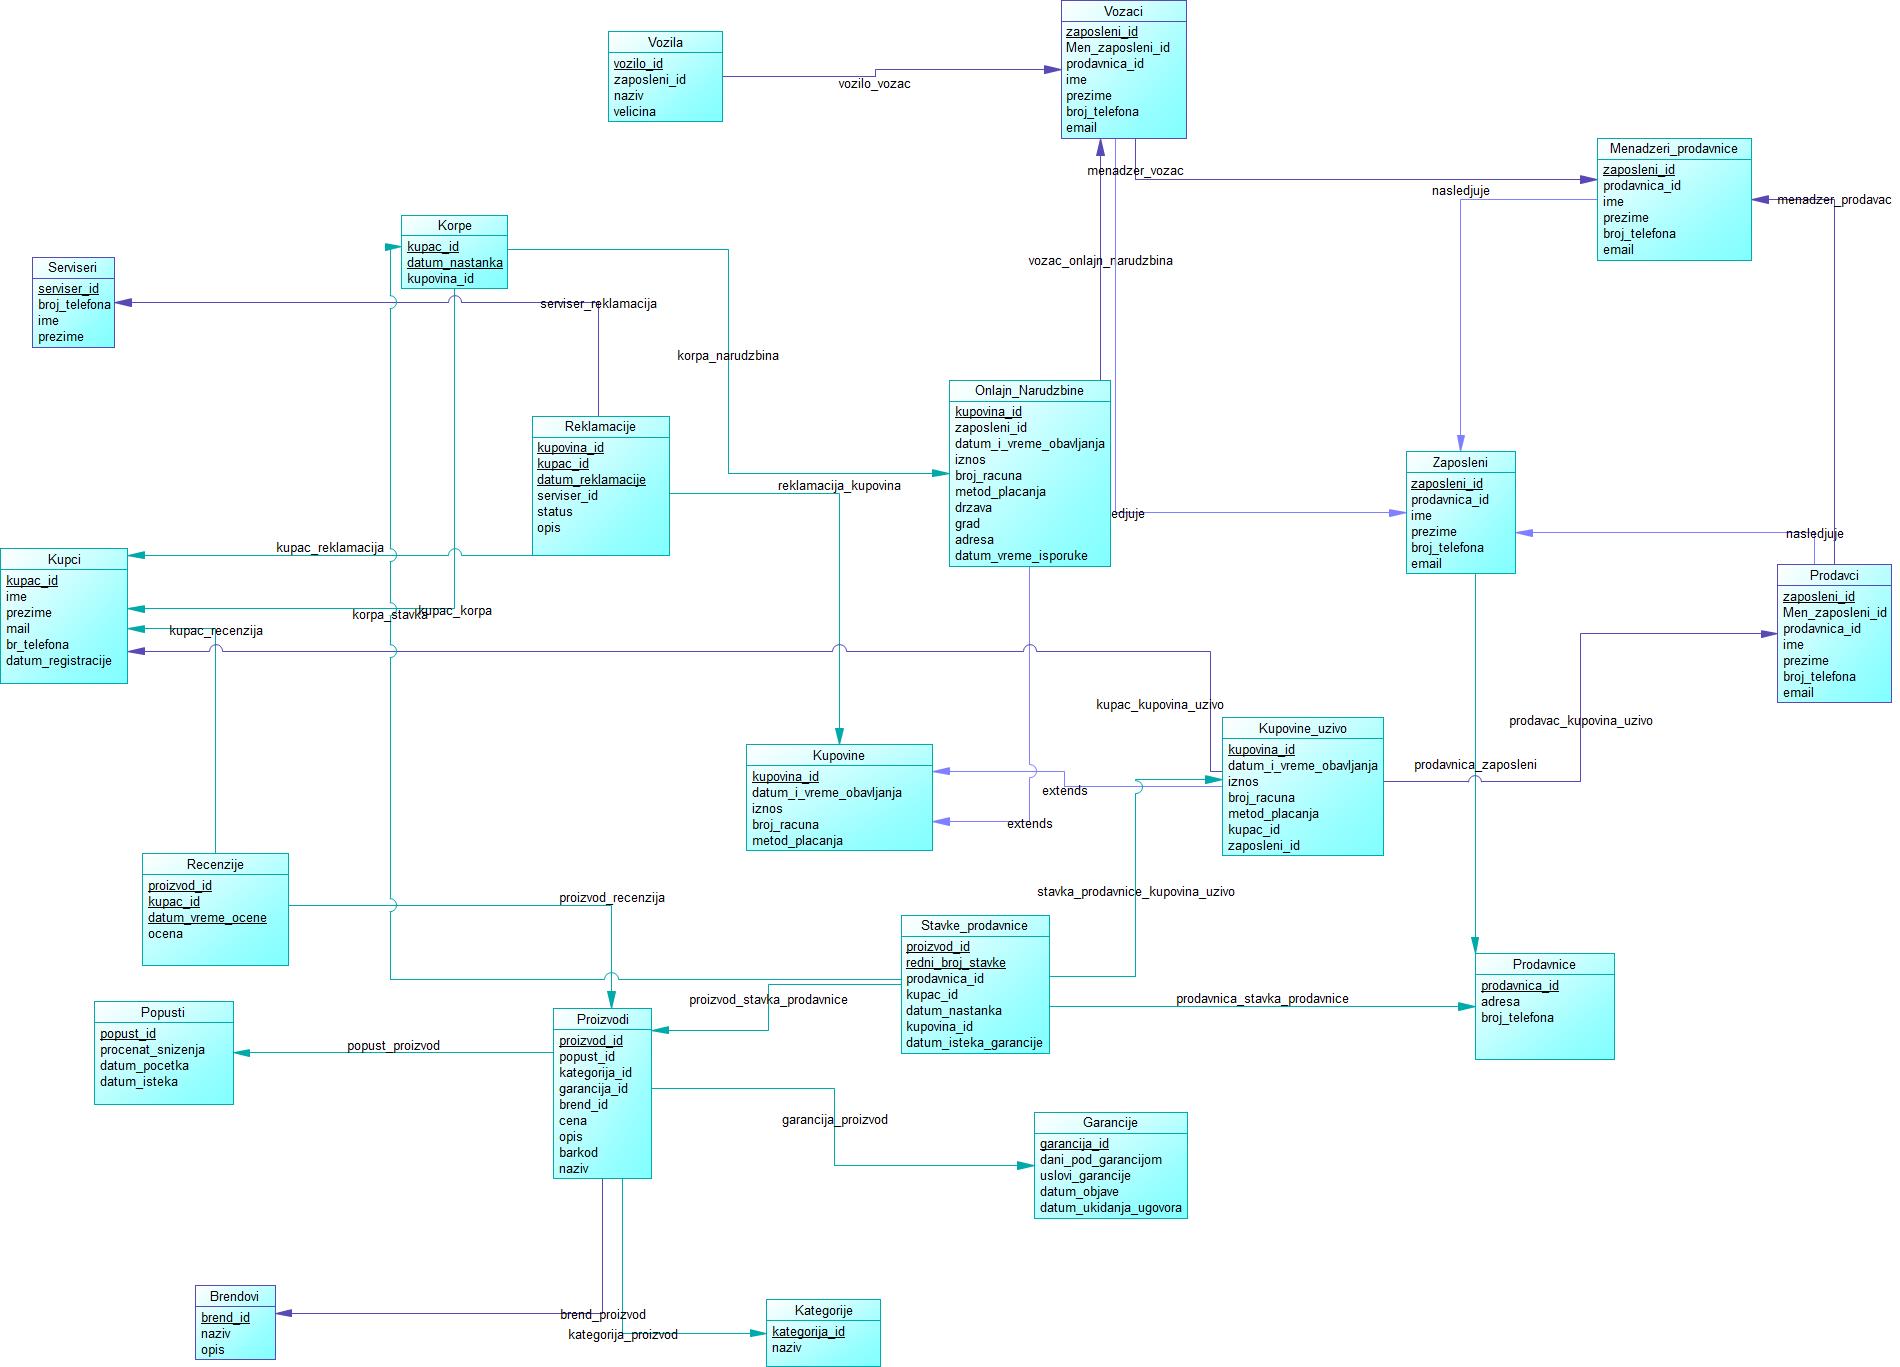 Vozaci
zaposleni_id
Men_zaposleni_id
prodavnica_id
ime
prezime
broj_telefona
email
Vozila
vozilo_id
zaposleni_id
naziv
velicina
vozilo_vozac
Menadzeri_prodavnice
zaposleni_id
prodavnica_id
ime
prezime
broj_telefona
email
menadzer_vozac
nasledjuje
menadzer_prodavac
Korpe
kupac_id
datum_nastanka
kupovina_id
Serviseri
serviser_id
broj_telefona
ime
prezime
vozac_onlajn_narudzbina
serviser_reklamacija
korpa_narudzbina
Onlajn_Narudzbine
kupovina_id
zaposleni_id
datum_i_vreme_obavljanja
iznos
broj_racuna
metod_placanja
drzava
grad
adresa
datum_vreme_isporuke
Reklamacije
kupovina_id
kupac_id
datum_reklamacije
serviser_id
status
opis
reklamacija_kupovina
edjuje
Zaposleni
zaposleni_id
prodavnica_id
ime
prezime
broj_telefona
email
nasledjuje
Kupci
kupac_id
ime
prezime
mail
br_telefona
datum_registracije
kupac_reklamacija
korpa_stavka
kupac_korpa
kupac_recenzija
Prodavci
zaposleni_id
Men_zaposleni_id
prodavnica_id
ime
prezime
broj_telefona
email
kupac_kupovina_uzivo
prodavac_kupovina_uzivo
Kupovine_uzivo
kupovina_id
datum_i_vreme_obavljanja
iznos
broj_racuna
metod_placanja
kupac_id
zaposleni_id
prodavnica_zaposleni
Kupovine
kupovina_id
datum_i_vreme_obavljanja
iznos
broj_racuna
metod_placanja
extends
extends
Recenzije
proizvod_id
kupac_id
datum_vreme_ocene
ocena
proizvod_recenzija
stavka_prodavnice_kupovina_uzivo
Stavke_prodavnice
proizvod_id
redni_broj_stavke
prodavnica_id
kupac_id
datum_nastanka
kupovina_id
datum_isteka_garancije
proizvod_stavka_prodavnice
prodavnica_stavka_prodavnice
Prodavnice
prodavnica_id
adresa
broj_telefona
Popusti
popust_id
procenat_snizenja
datum_pocetka
datum_isteka
popust_proizvod
Proizvodi
proizvod_id
popust_id
kategorija_id
garancija_id
brend_id
cena
opis
barkod
naziv
garancija_proizvod
Garancije
garancija_id
dani_pod_garancijom
uslovi_garancije
datum_objave
datum_ukidanja_ugovora
Brendovi
brend_id
naziv
opis
brend_proizvod
kategorija_proizvod
Kategorije
kategorija_id
naziv